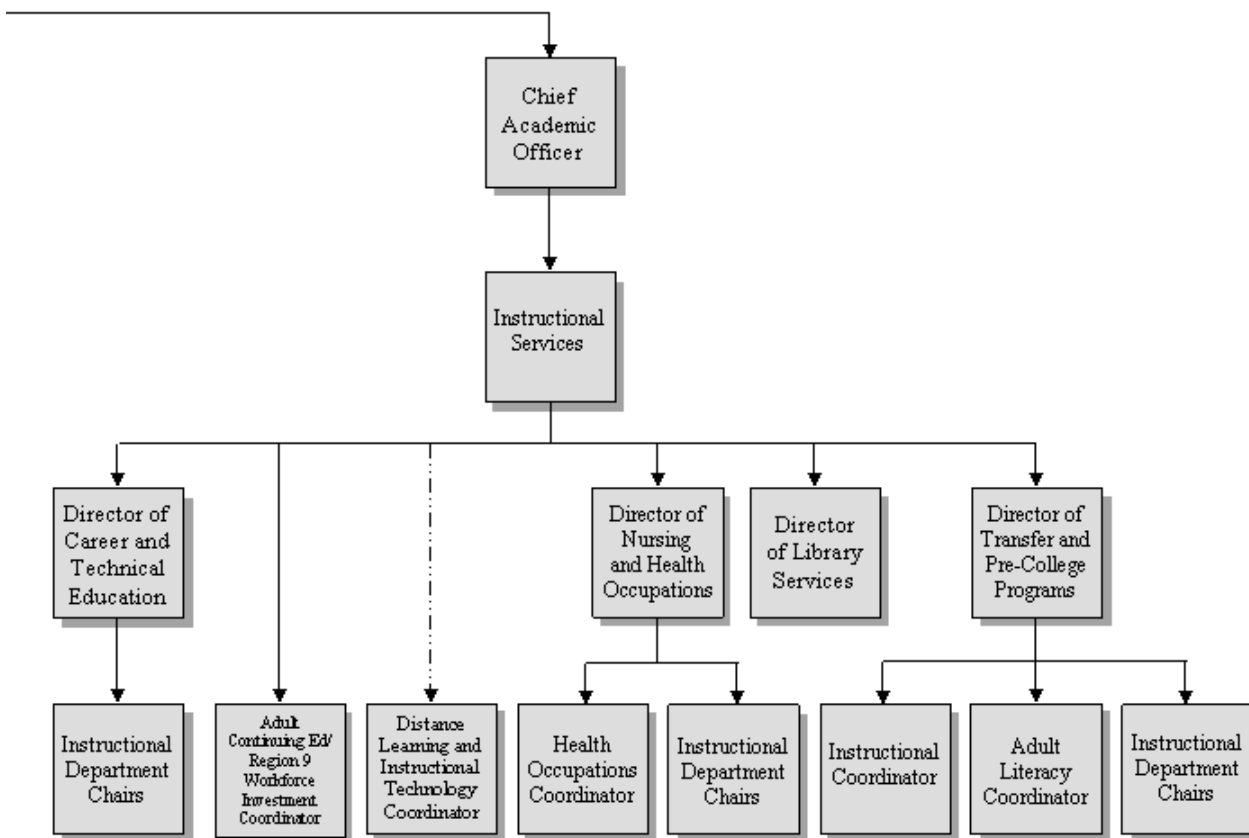 Chief
Academic
Officer
Instructional
Services
Director of
Career and
Technical
Education
Director of
Nursing
and Health
Occupations
Director
of Library
Services
Director of
Transfer and
Pre-College
Programs
Instructional
Department
Chairs
Adult
Continuing Ed/
Region 9
Workforce
Investment
Coordinator
Distance
Learning and
Instructional
Technology
Coordinator
Health
Occupations
Coordinator
Instructional
Department
Chairs
Instructional
Coordinator
Adult
Literacy
Coordinator
Instructional
Department
Chairs